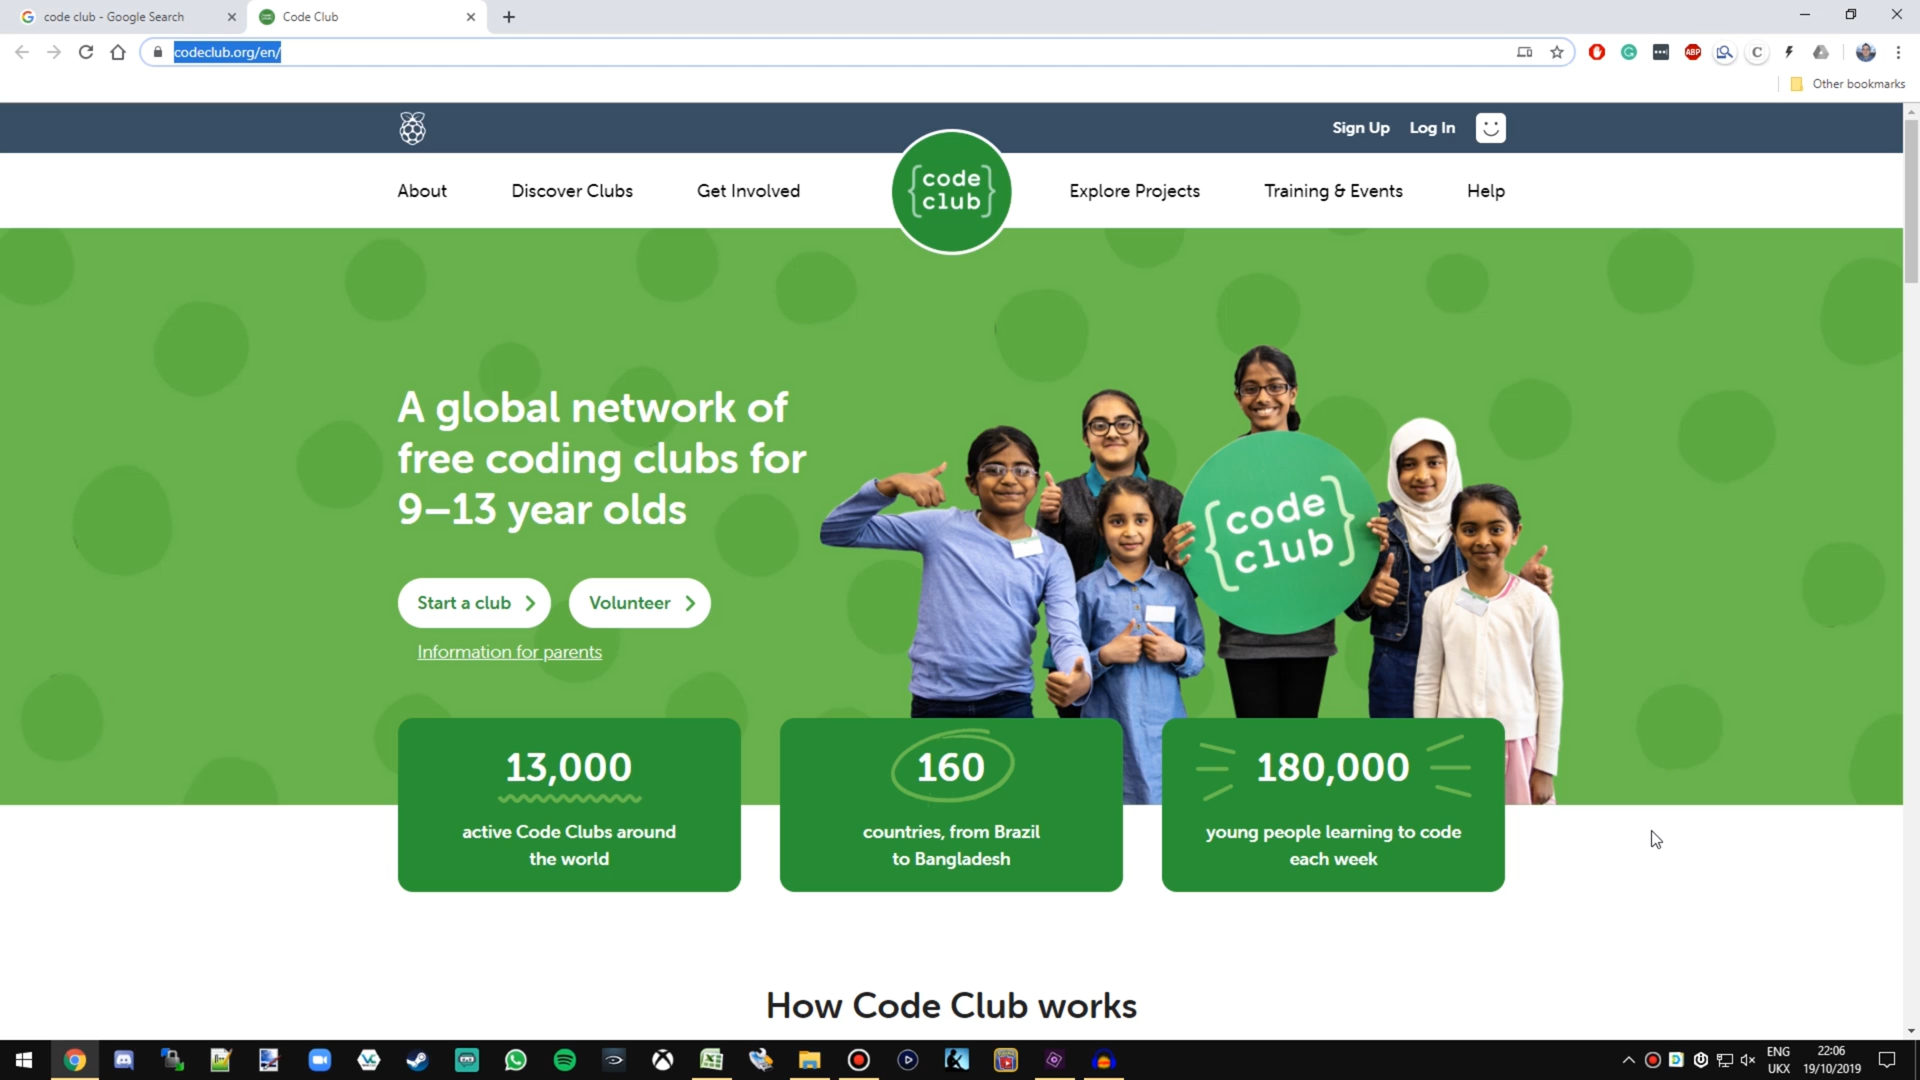 code club - Google Search
Code Club
codeclub.org/en/
ABP
C
Other bookmarks
Sign Up
Log In
About
Discover Clubs
Get Involved
{code club}
Explore Projects
Training & Events
Help
A global network of
free coding clubs for
9–13 year olds
{code
club}
Start a club
Volunteer
Information for parents
13,000
active Code Clubs around
the world
160
countries, from Brazil
to Bangladesh
180,000
young people learning to code
each week
How Code Club works
ENG
UKX
22:06
19/10/2019